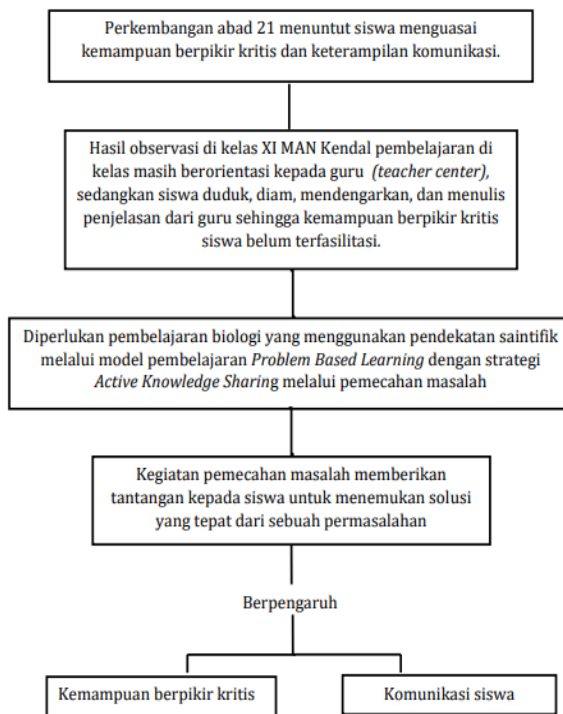 Perkembangan abad 21 menuntut siswa menguasai
kemampuan berpikir kritis dan keterampilan komunikasi.
Hasil observasi di kelas XI MAN Kendal pembelajaran di
kelas masih berorientasi kepada guru (teacher center),
sedangkan siswa duduk, diam, mendengarkan, dan menulis
penjelasan dari guru sehingga kemampuan berpikir kritis
siswa belum terfasilitasi.
Diperlukan pembelajaran biologi yang menggunakan pendekatan saintifik
melalui model pembelajaran Problem Based Learning dengan strategi
Active Knowledge Sharing melalui pemecahan masalah
Kegiatan pemecahan masalah memberikan
tantangan kepada siswa untuk menemukan solusi
yang tepat dari sebuah permasalahan
Berpengaruh
Kemampuan berpikir kritis
Komunikasi siswa